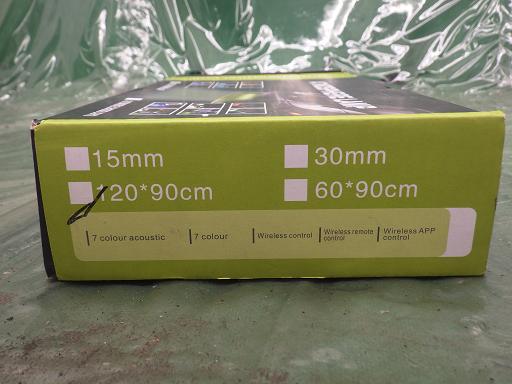 15mm
30mm
120*90cm
60*90cm
7 colour acoustic
7 colour
Wireless control
Wireless remote
control
Wireless APP
control